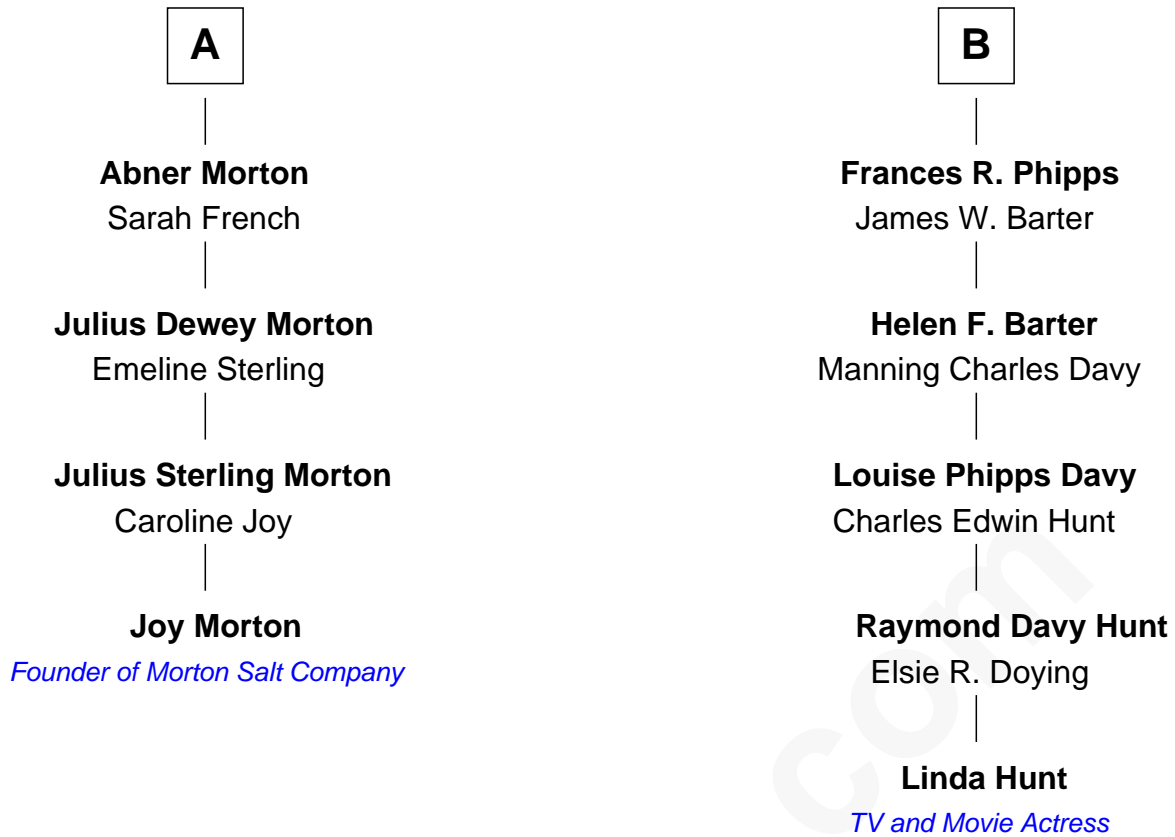 A
Abner Morton
Sarah French
Julius Dewey Morton
Emeline Sterling
Julius Sterling Morton
Caroline Joy
Joy Morton
Founder of Morton Salt Company
B
Frances R. Phipps
James W. Barter
Helen F. Barter
Manning Charles Davy
Louise Phipps Davy
Charles Edwin Hunt
Raymond Davy Hunt
Elsie R. Doying
Linda Hunt
TV and Movie Actress
com